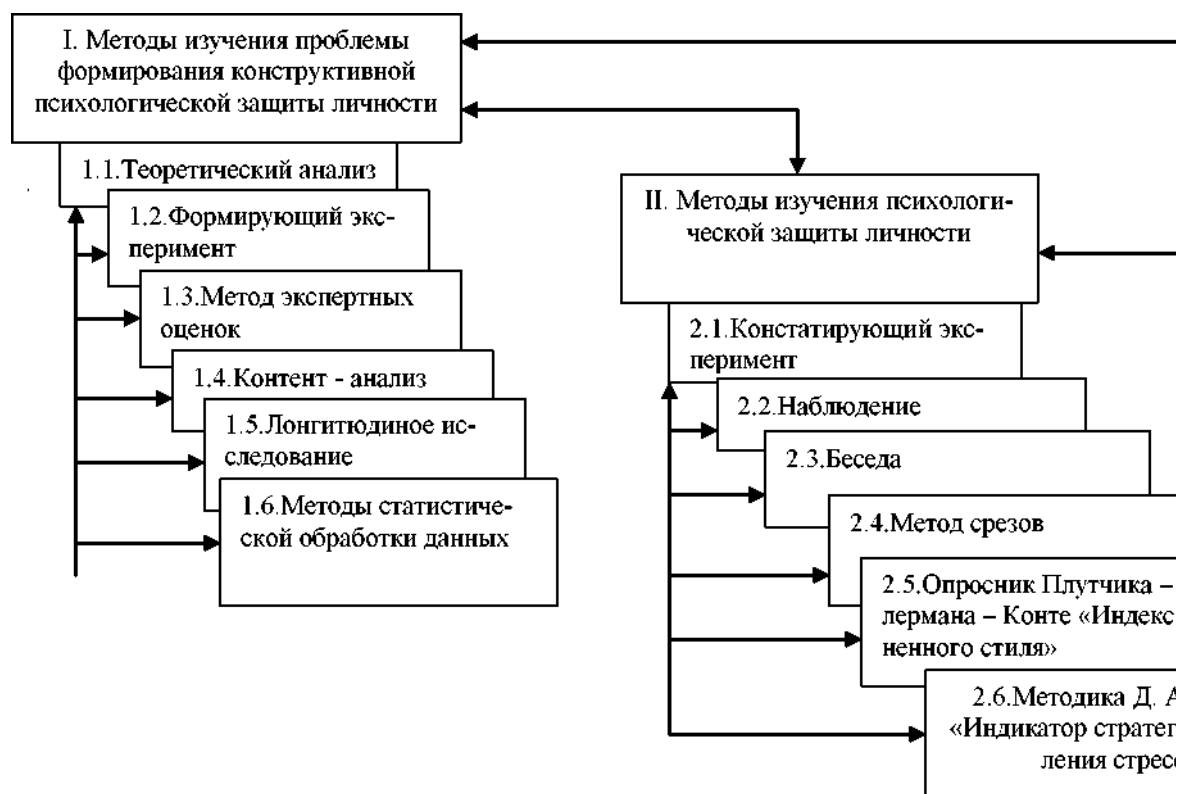 I. Методы изучения проблемы
формирования конструктивной
психологической защиты личности
1.1.Теоретический анализ
1.2.Формирующий экс-
перимент
1.3.Метод экспертных
оценок
1.4.Контент - анализ
1.5.Лонгитюдиное ис-
следование
1.6.Методы статистиче-
ской обработки данных
II. Методы изучения психологи-
ческой защиты личности
2.1.Констатирующий экс-
перимент
2.2.Наблюдение
2.3.Беседа
2.4.Метод срезов
2.5.Опросник Плутчика –
лермана – Конте «Индекс
ненного стиля»
2.6.Методика Д.
«Индикатор
ления